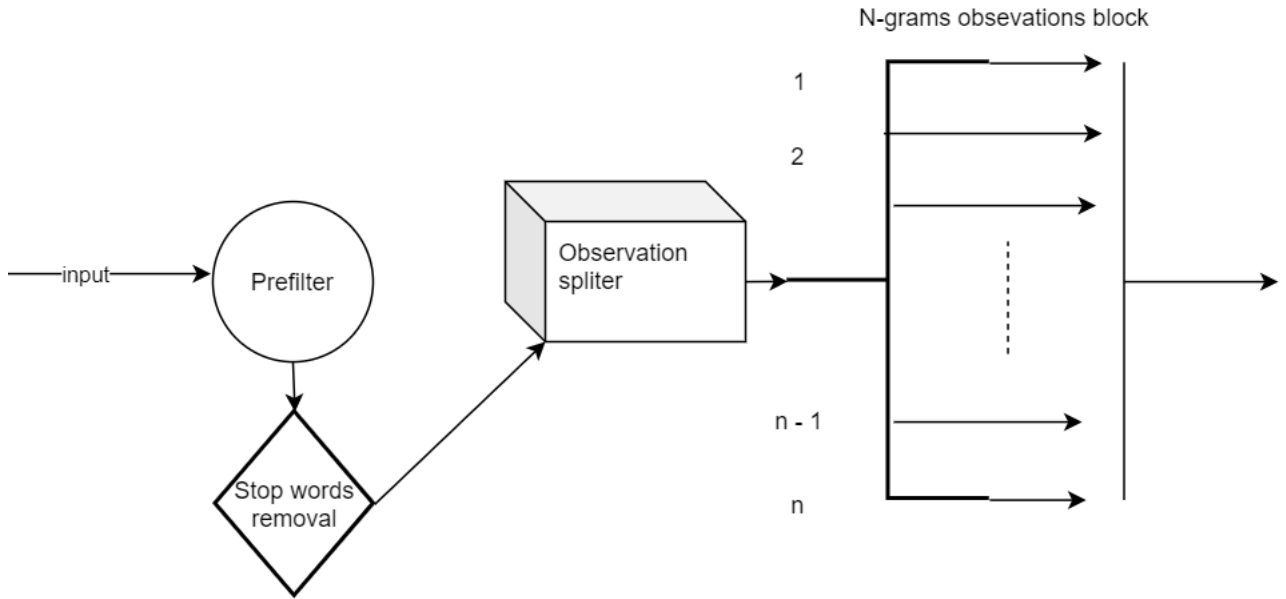 N-grams obsevations block
1
2
Observation
spliter
input
Prefilter
n - 1
Stop words
removal
n